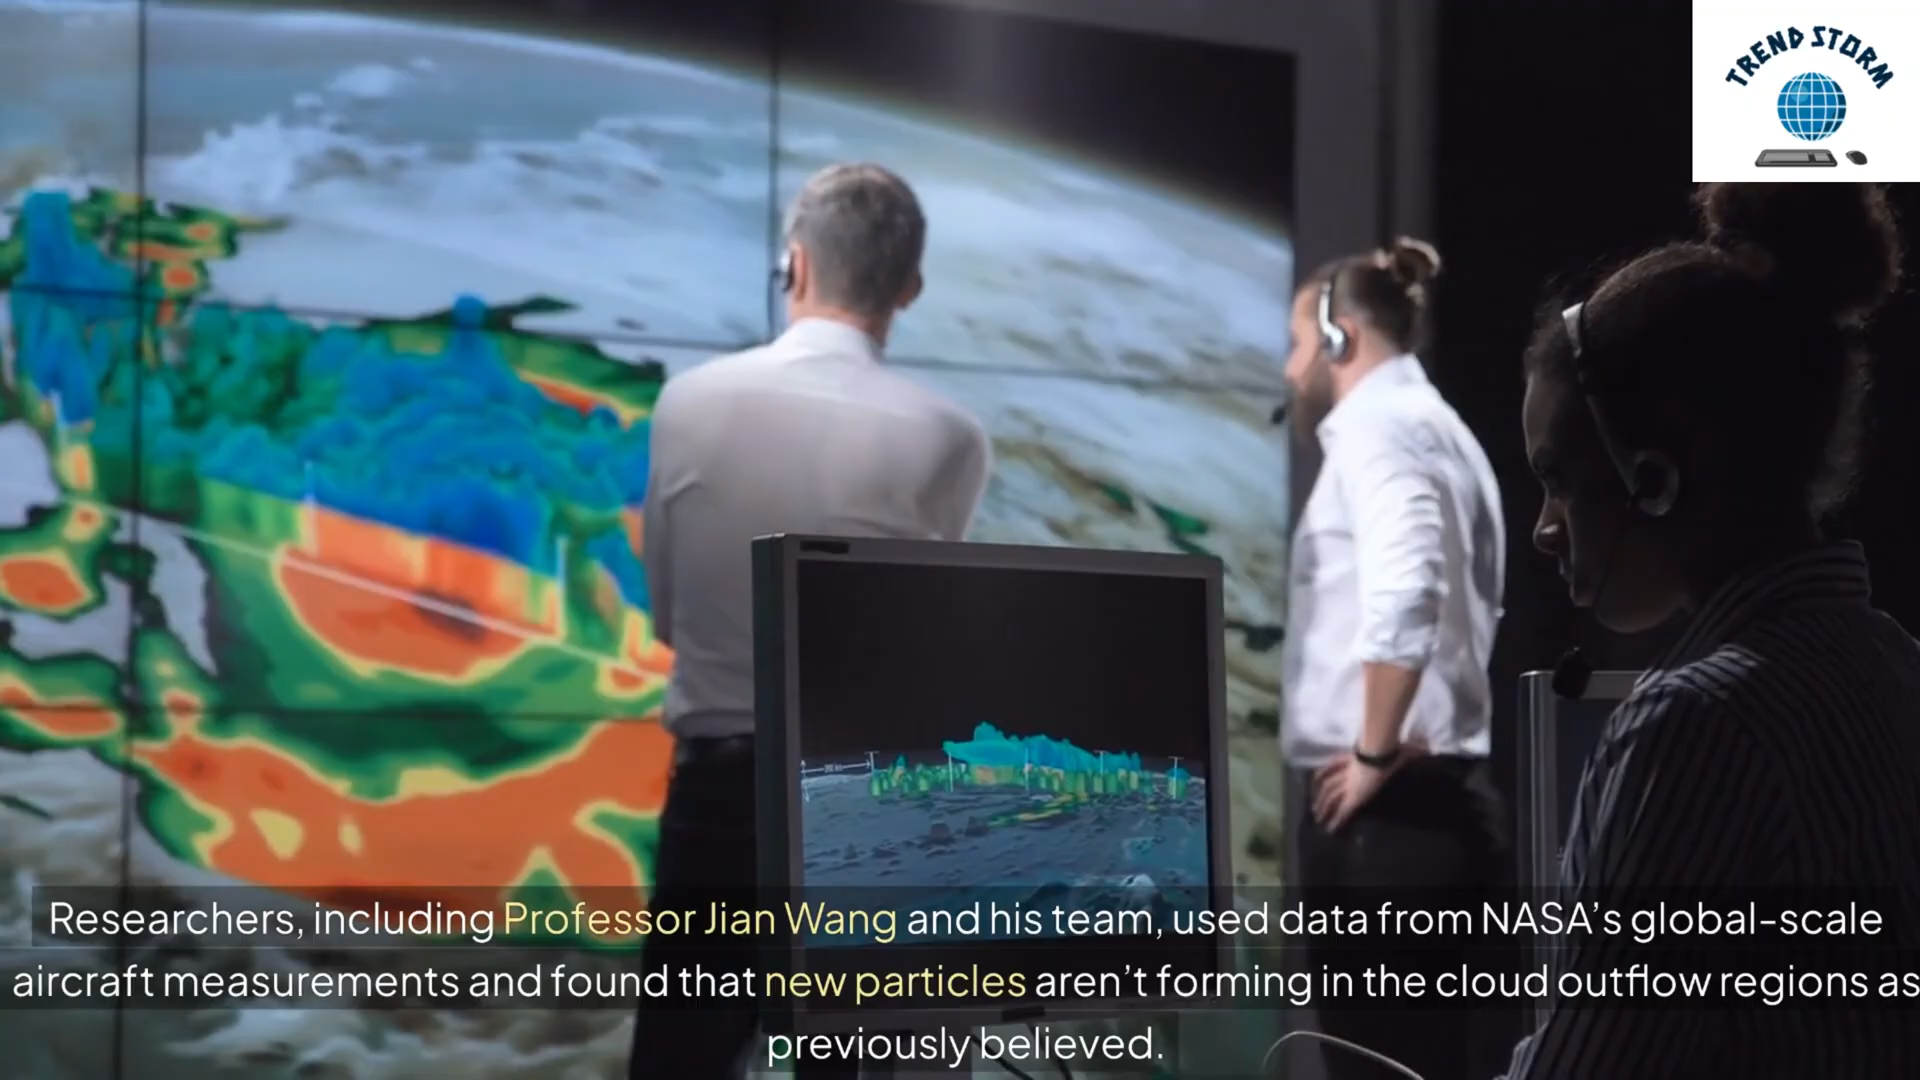 TREND STORM
Researchers, including Professor Jian Wang and his team, used data from NASA’s global-scale
aircraft measurements and found that new particles aren’t forming in the cloud outflow regions as
previously believed.